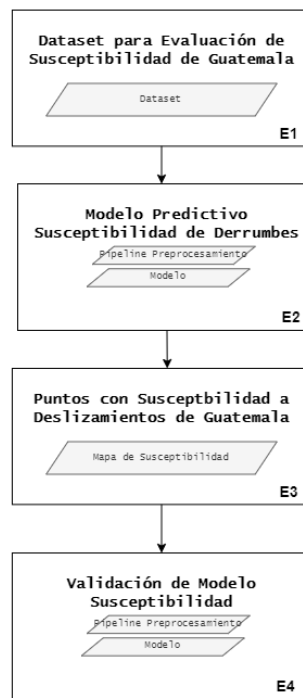 Dataset para Evaluación de
Susceptibilidad de Guatemala
Dataset
E1
Modelo Predictivo
Susceptibilidad de Derrumbes
Pipeline Preprocesamiento
Modelo
E2
Puntos con Susceptbilidad a
Deslizamientos de Guatemala
Mapa de Susceptibilidad
E3
Validación de Modelo
Susceptibilidad
Pipeline Preprocesamiento
Modelo
E4